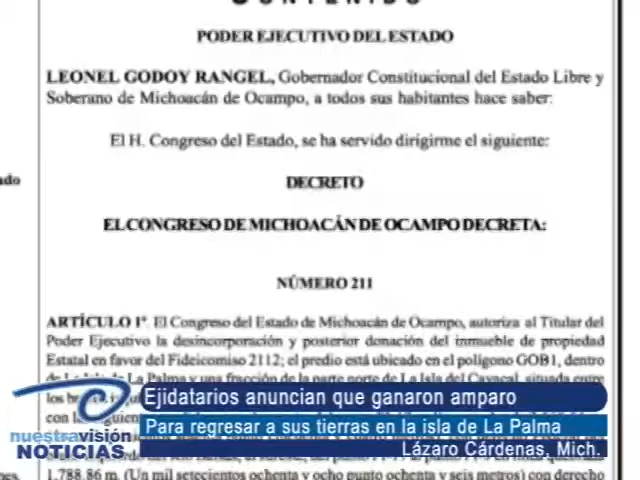 CONTENIDO
PODER EJECUTIVO DEL ESTADO
LEONEL GODOY RANGEL, Gobernador Constitucional del Estado Libre y
Soberano de Michoacán de Ocampo, a todos sus habitantes hace saber:
El H. Congreso del Estado, se ha servido dirigirme el siguiente:
DECRETO
EL CONGRESO DE MICHOACÁN DE OCAMPO DECRETA:
NÚMERO 211
ARTÍCULO 1º. El Congreso del Estado de Michoacán de Ocampo, autoriza al Titular del
Poder Ejecutivo la desincorporación y posterior donación del inmueble de propiedad
Estatal en favor del Fideicomiso 2112; el predio está ubicado en el polígono GOB1, dentro
de La Isla de La Palma y una fracción de la parte norte de La Isla del Cayacal, situada entre
los
con la
1,788.86 m. (Un mil setecientos ochenta y ocho punto ochenta y seis metros) con derecho
ado
nes.
Ejidatarios anuncian que ganaron amparo
Para regresar a sus tierras en la isla de La Palma
Lázaro Cárdenas, Mich.
nuestravisión
NOTICIAS